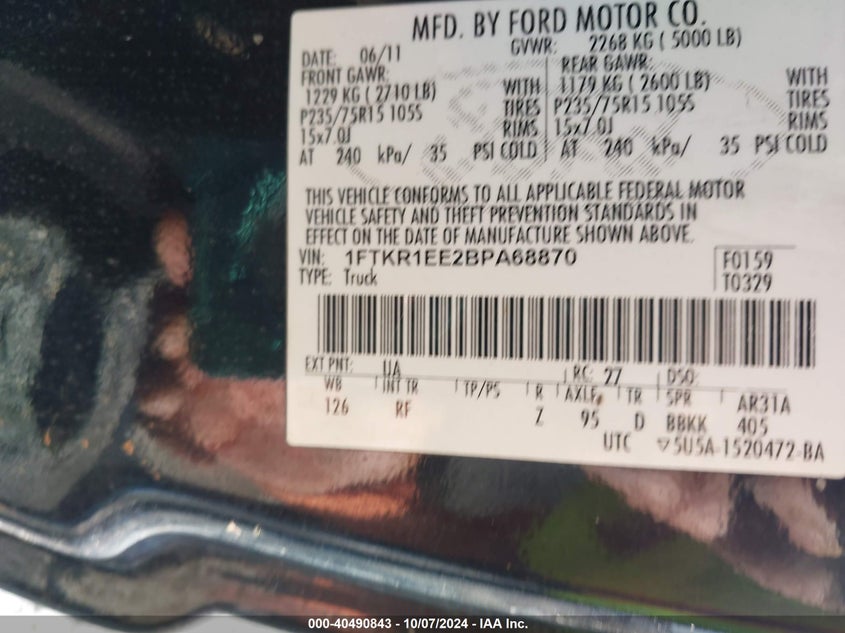 MFD. BY FORD MOTOR CO.
DATE: 06/11 GVWR: 2268 KG ( 5000 LB)
FRONT GAWR: REAR GAWR:
1229 KG ( 2710 LB) WITH 1179 KG ( 2600 LB) WITH
P235/75R15 105S TIRES P235/75R15 105S TIRES
15x7.0J RIMS 15x7.0J RIMS
AT 240 kPa/ 35 PSI COLD AT 240 kPa/ 35 PSI COLD
THIS VEHICLE CONFORMS TO ALL APPLICABLE FEDERAL MOTOR
VEHICLE SAFETY AND THEFT PREVENTION STANDARDS IN
EFFECT ON THE DATE OF MANUFACTURE SHOWN ABOVE.
VIN: 1FTKR1EE2BPA68870 F0159
TYPE: Truck T0329
EXT PNT: UA RC: 27 DSO:
WB INT TR TP/PS R AXLE TR SPR AR31A
126 RF Z 95 D BBKK 405
UTC 5U5A-1520472-BA
000-40490843 - 10/07/2024 - IAA Inc.